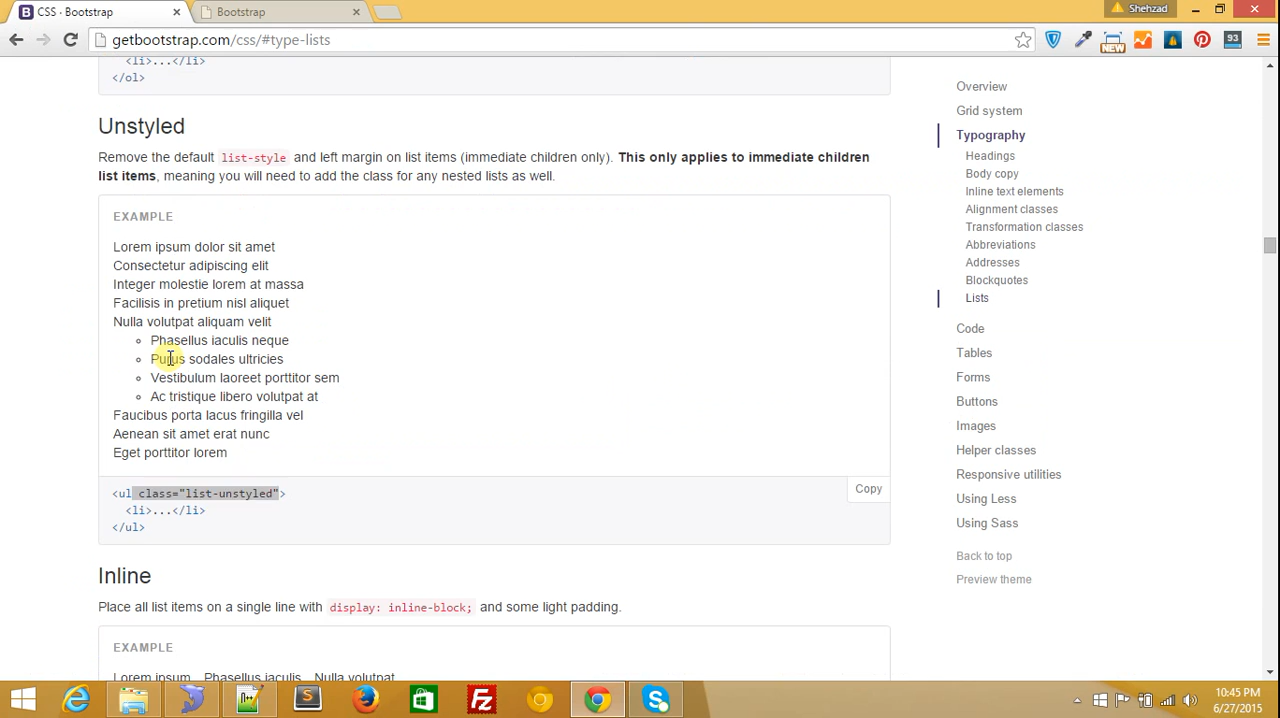 CSS · Bootstrap
Bootstrap
Shehzad
getbootstrap.com/css/#type-lists
NEW
93
<li>...</li>
</ol>
Unstyled
Remove the default list-style and left margin on list items (immediate children only). This only applies to immediate children
list items, meaning you will need to add the class for any nested lists as well.
EXAMPLE
Lorem ipsum dolor sit amet
Consectetur adipiscing elit
Integer molestie lorem at massa
Facilisis in pretium nisl aliquet
Nulla volutpat aliquam velit
Phasellus iaculis neque
Purus sodales ultricies
Vestibulum laoreet porttitor sem
Ac tristique libero volutpat at
Faucibus porta lacus fringilla vel
Aenean sit amet erat nunc
Eget porttitor lorem
Copy
<ul class="list-unstyled">
<li>...</li>
</ul>
Inline
Place all list items on a single line with display: inline-block; and some light padding.
EXAMPLE
Lorem ipsum Phasellus iaculis Nulla volutpat
Overview
Grid system
Typography
Headings
Body copy
Inline text elements
Alignment classes
Transformation classes
Abbreviations
Addresses
Blockquotes
Lists
Code
Tables
Forms
Buttons
Images
Helper classes
Responsive utilities
Using Less
Using Sass
Back to top
Preview theme
10:45 PM
6/27/2015